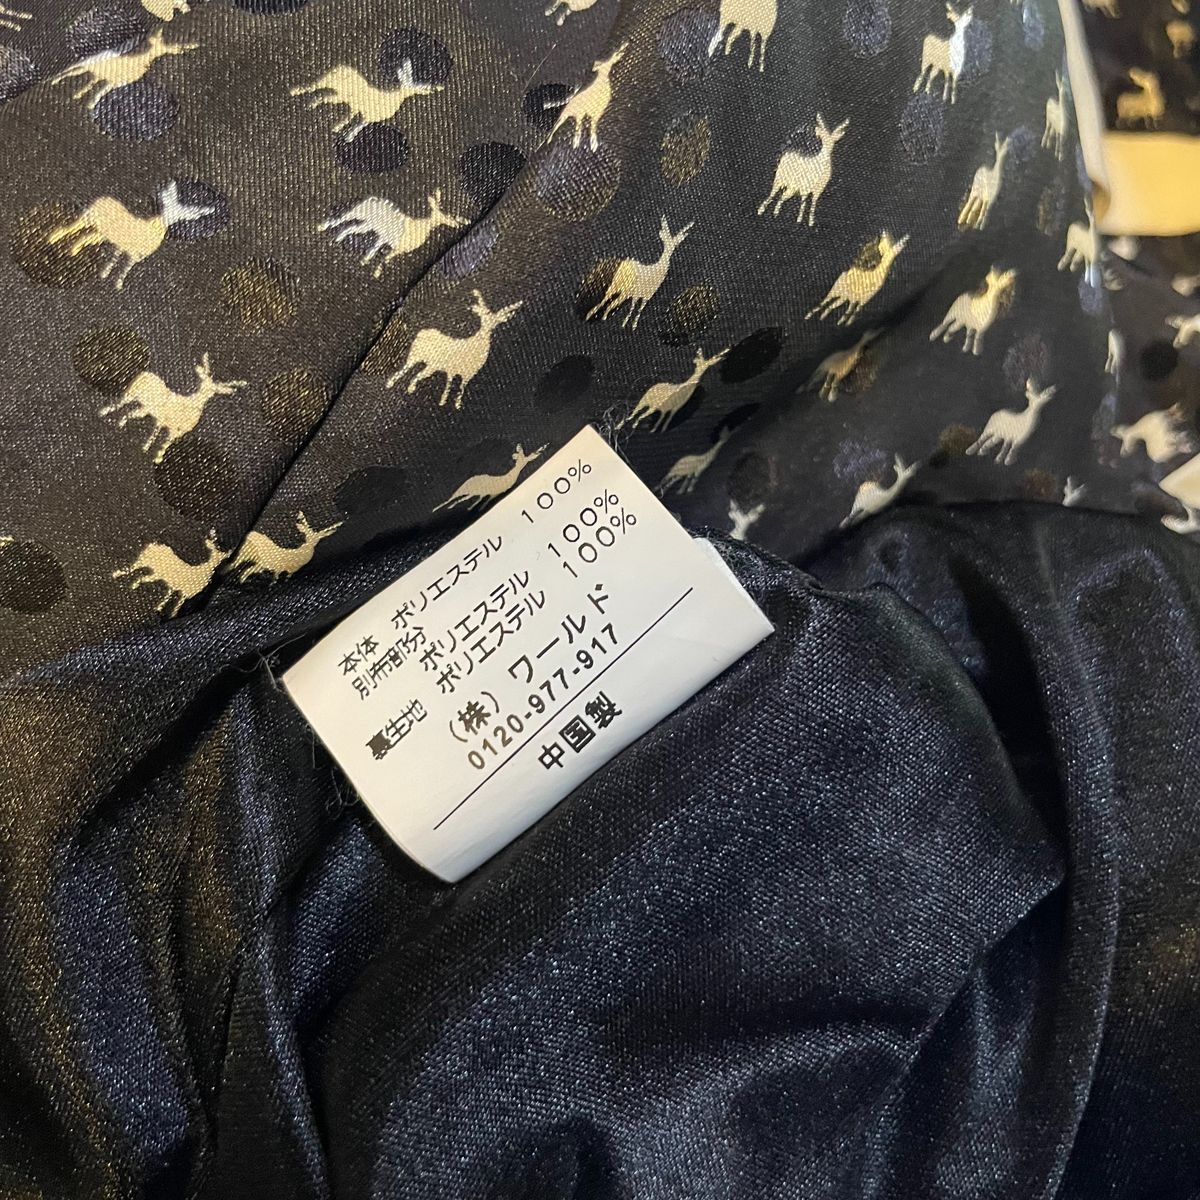 本体 ポリエステル 100%
別布部分 ポリエステル 100%
裏生地 ポリエステル 100%
(株) ワールド
0120-977-917
中国製